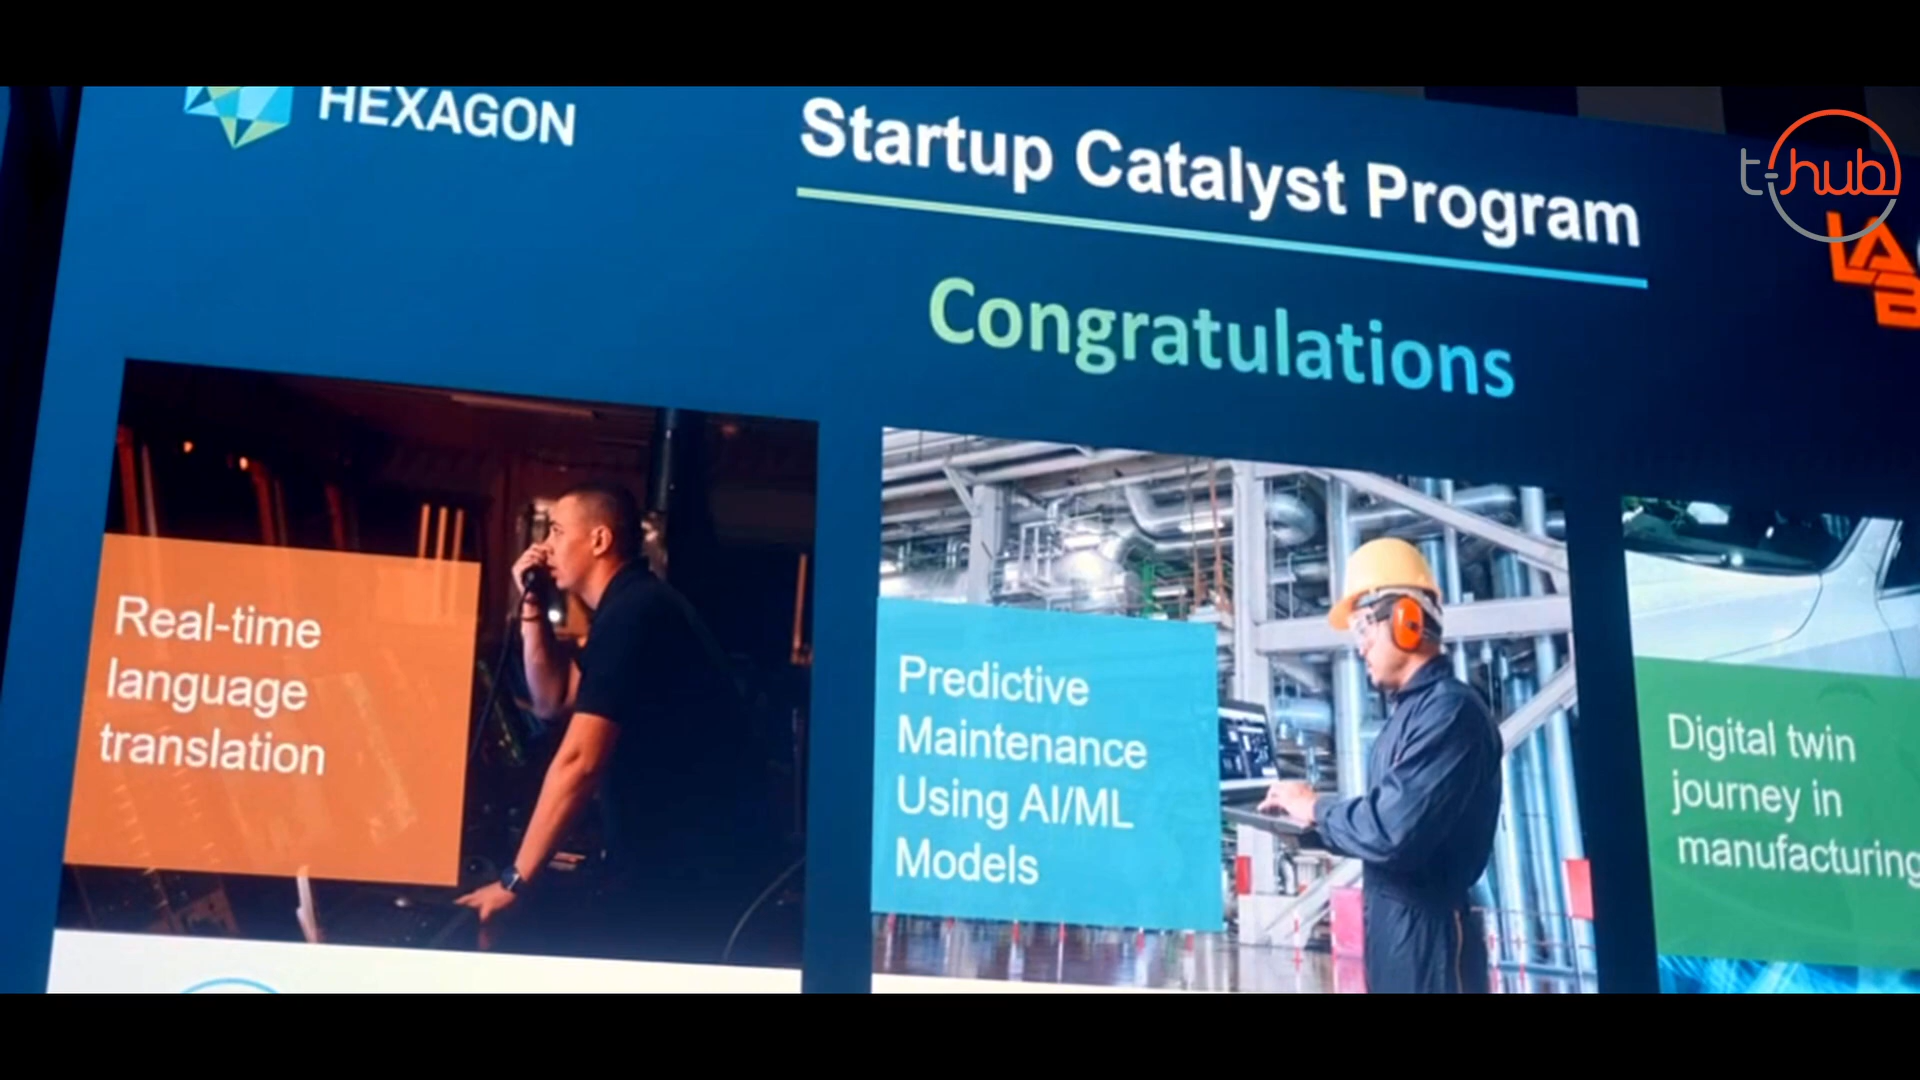 HEXAGON
Startup Catalyst Program
t-hub
LA
B
Congratulations
Real-time
language
translation
Predictive
Maintenance
Using AI/ML
Models
Digital twin
journey in
manufacturing